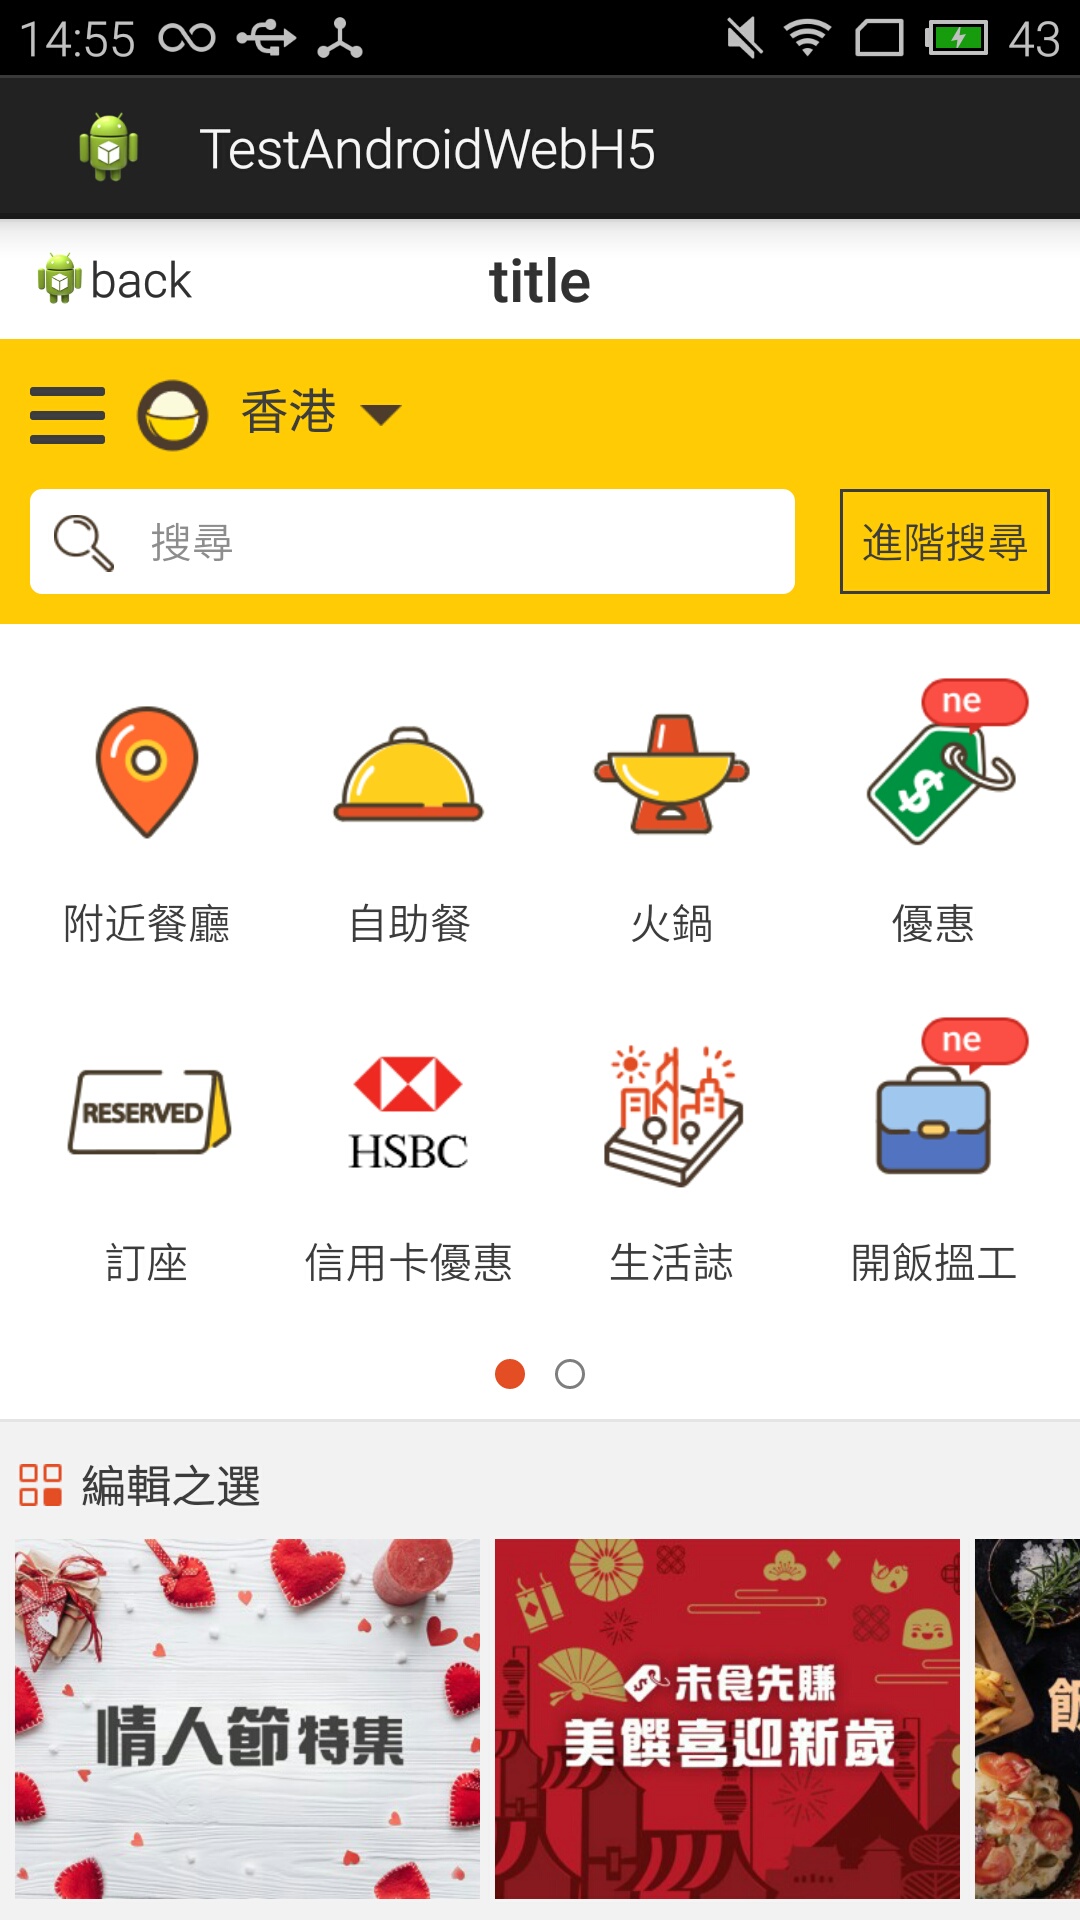 14:55
43
TestAndroidWebH5
back
title
香港
搜尋
進階搜尋
ne
附近餐廳
自助餐
火鍋
優惠
ne
RESERVED
HSBC
訂座
信用卡優惠
生活誌
開飯搵工
編輯之選
情人節特集
未食先賺
美饌喜迎新歲
飯